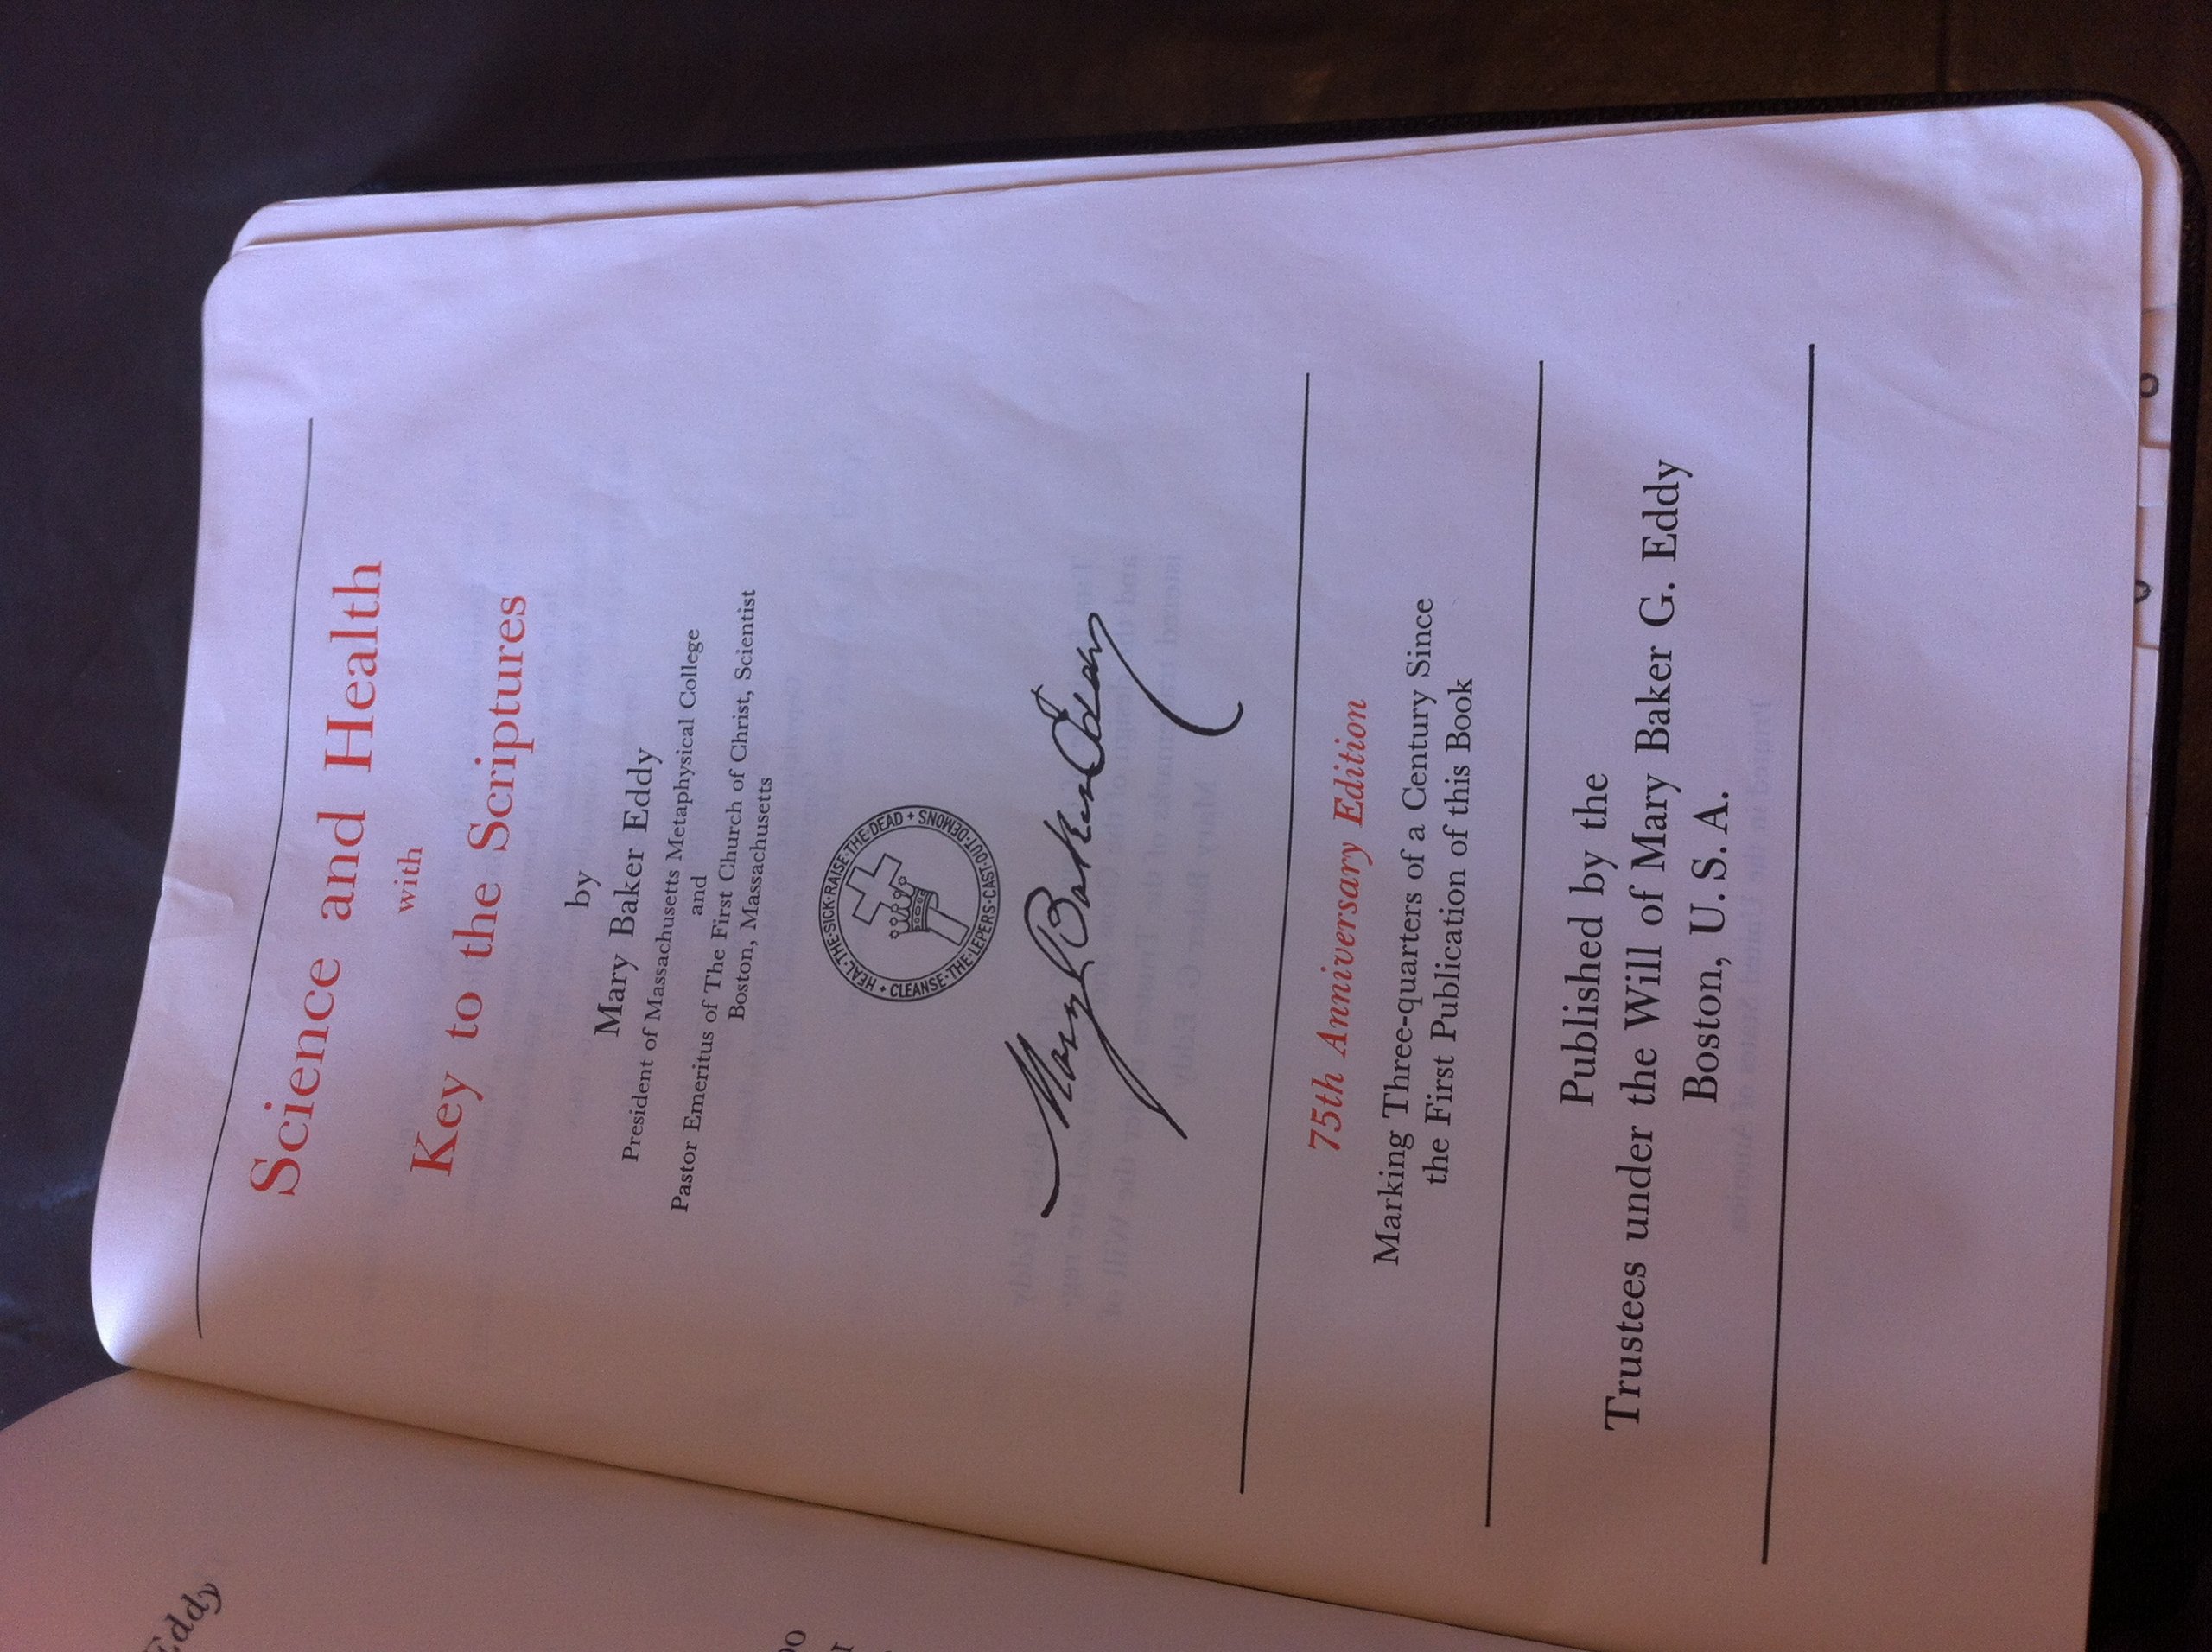 Science and Health
with
Key to the Scriptures
by
Mary Baker Eddy
President of Massachusetts Metaphysical College
and
Pastor Emeritus of The First Church of Christ, Scientist
Boston, Massachusetts
HEAL·THE·SICK·RAISE·THE·DEAD + CLEANSE·THE·LEPERS·CAST·OUT·DEMONS +
Mary Baker Eddy
75th Anniversary Edition
Marking Three-quarters of a Century Since
the First Publication of this Book
Published by the
Trustees under the Will of Mary Baker G. Eddy
Boston, U. S. A.
Eddy